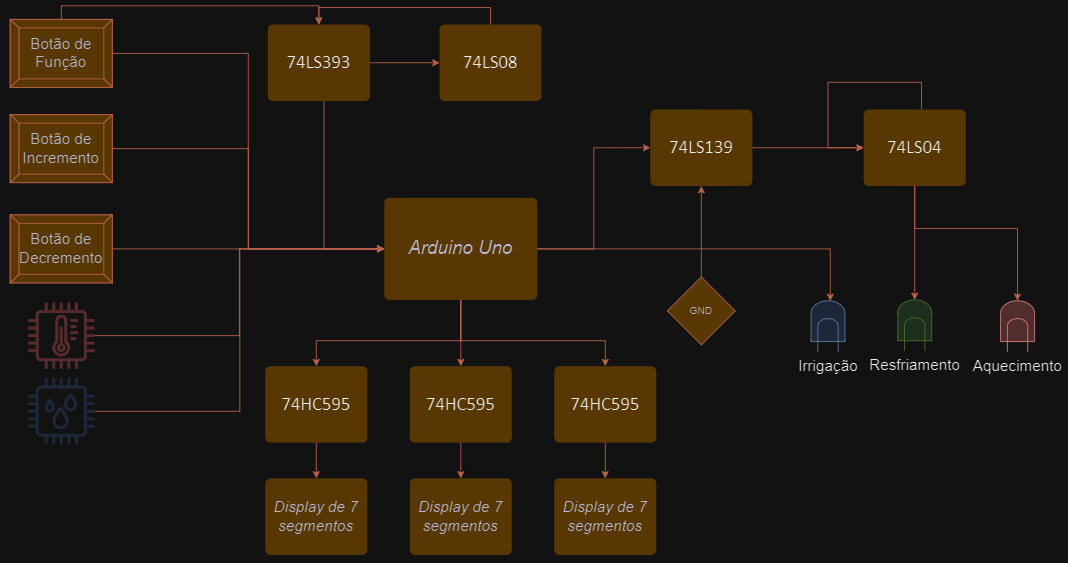 Botão de
Função
74LS393
74LS08
Botão de
Incremento
74LS139
74LS04
Botão de
Decremento
Arduino Uno
GND
Irrigação
Resfriamento
Aquecimento
74HC595
74HC595
74HC595
Display de 7
segmentos
Display de 7
segmentos
Display de 7
segmentos